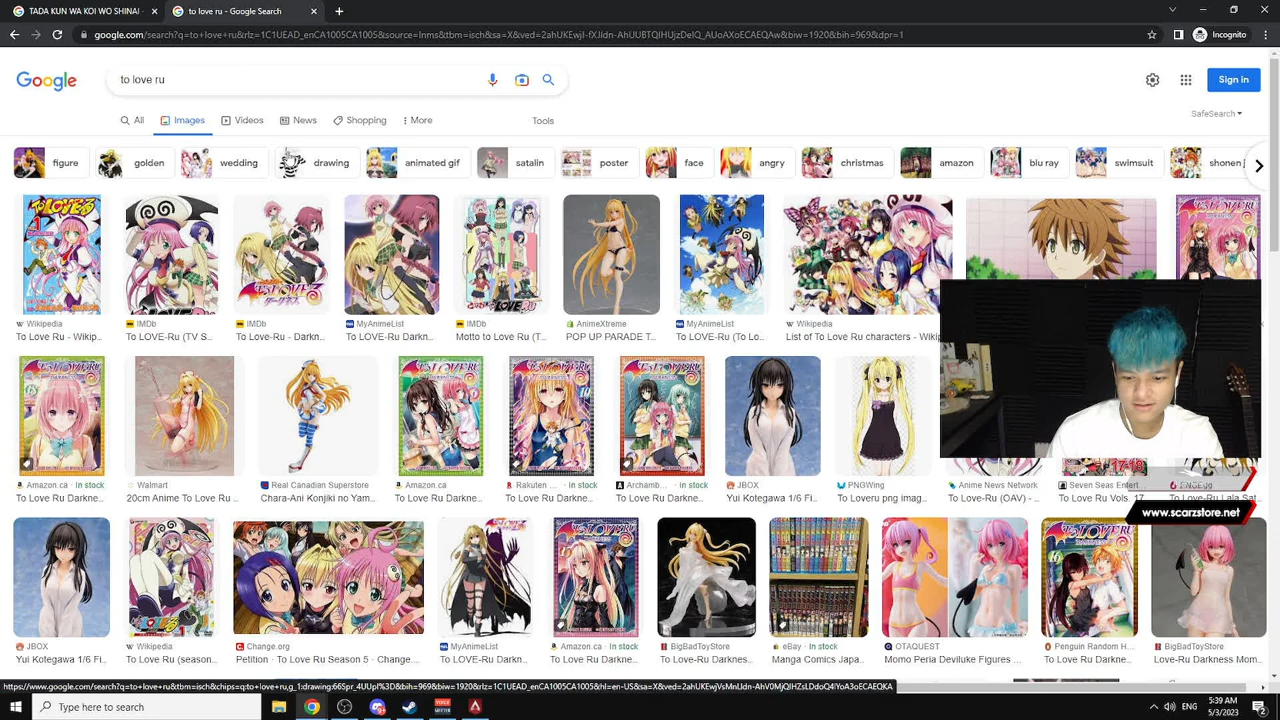 TADA KUN WA KOI WO SHINAI -
to love ru - Google Search
google.com/search?q=to+love+ru&rlz=1C1UEAD_enCA1005CA1005&source=lnms&tbm=isch&sa=X&ved=2ahUKEwjl-fXJldn-AhUUBTQIHUjzDeIQ_AUoAXoECAEQAw&biw=1920&bih=969&dpr=1
Incognito
Google
to love ru
Sign in
All
Images
Videos
News
Shopping
More
Tools
SafeSearch
figure
golden
wedding
drawing
animated gif
satalin
poster
face
angry
christmas
amazon
blu ray
swimsuit
shonen j
Wikipedia
IMDb
IMDb
MyAnimeList
IMDb
AnimeXtreme
MyAnimeList
Wikipedia
To Love Ru - Wikip...
To LOVE-Ru (TV S...
To Love-Ru - Darkn...
To LOVE-Ru Darkn...
Motto to Love Ru (T...
POP UP PARADE T...
To LOVE-Ru (To Lo...
List of To Love Ru characters - Wikip
Amazon.ca · In stock
Walmart
Real Canadian Superstore
Amazon.ca
Rakuten ... · In stock
Archamb... · In stock
JBOX
PNGWing
Anime News Network
Seven Seas Entert...
PNGEgg
To Love Ru Darkne...
20cm Anime To Love Ru ...
Chara-Ani Konjiki no Yam...
To Love Ru Darkne...
To Love Ru Darkne...
To Love Ru Darkne...
Yui Kotegawa 1/6 Fi...
To Loveru png imag...
To Love-Ru (OAV) - ...
To Love Ru Vols. 17...
To Love-Ru Lala Sat...
www.scarzstore.net
JBOX
Wikipedia
Change.org
MyAnimeList
Amazon.ca · In stock
BigBadToyStore
eBay · In stock
OTAQUEST
Penguin Random H...
BigBadToyStore
Yui Kotegawa 1/6 Fi...
To Love Ru (season...
Petition · To Love Ru Season 5 · Change...
To LOVE-Ru Darkn...
To Love Ru Darkne...
To Love-Ru Darknes...
Manga Comics Japa...
Momo Peria Deviluke Figures ...
To Love Ru Darkne...
Love-Ru Darkness Mom...
Type here to search
ENG
5:39 AM
5/3/2023